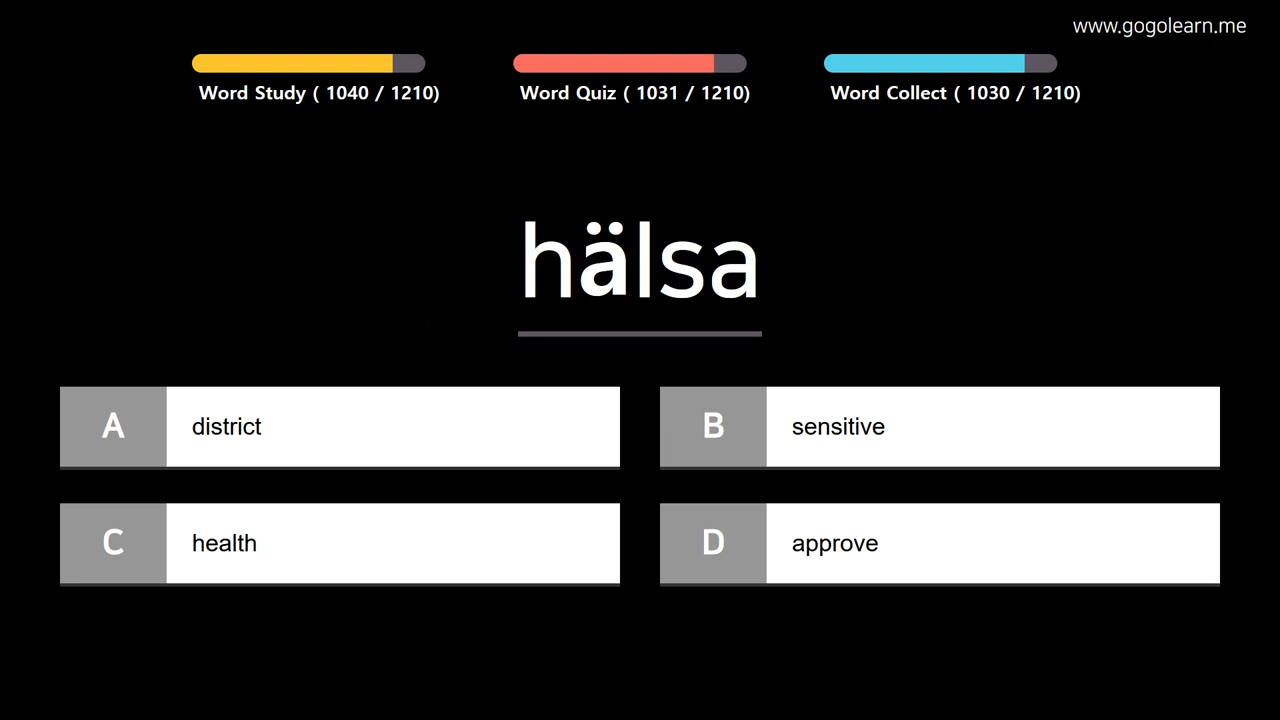 www.gogolearn.me
Word Study ( 1040 / 1210)
Word Quiz ( 1031 / 1210)
Word Collect ( 1030 / 1210)
hälsa
A district
B sensitive
C health
D approve